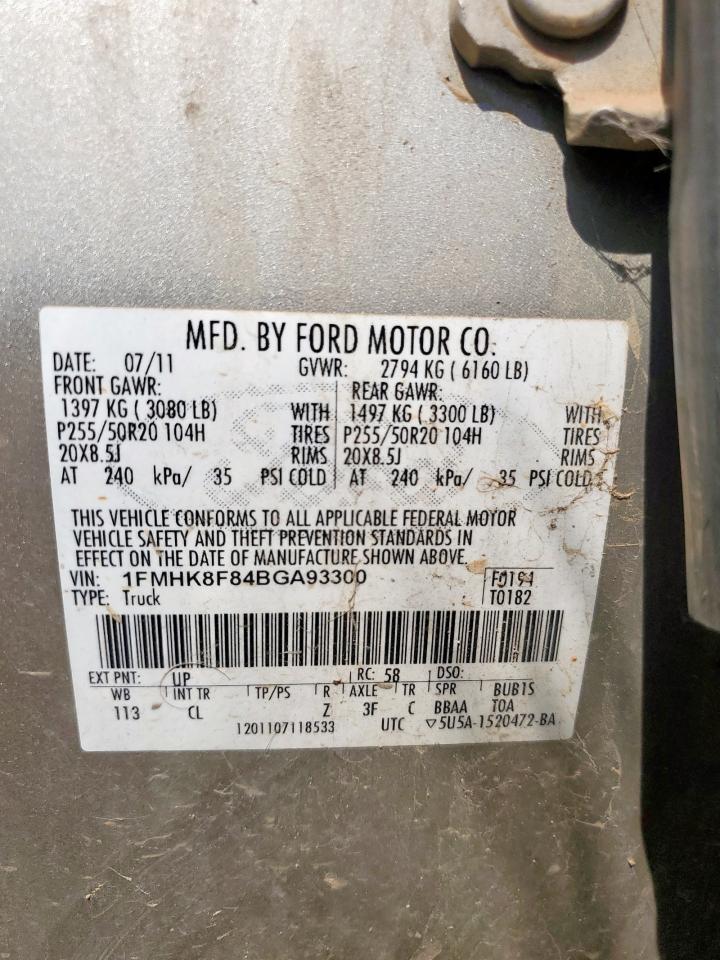 MFD. BY FORD MOTOR CO.
DATE: 07/11 GVWR: 2794 KG ( 6160 LB)
FRONT GAWR: REAR GAWR:
1397 KG ( 3080 LB) WITH 1497 KG ( 3300 LB) WITH
P255/50R20 104H TIRES P255/50R20 104H TIRES
20X8.5J RIMS 20X8.5J RIMS
AT 240 kPa/ 35 PSI COLD AT 240 kPa/ 35 PSI COLD
THIS VEHICLE CONFORMS TO ALL APPLICABLE FEDERAL MOTOR
VEHICLE SAFETY AND THEFT PREVENTION STANDARDS IN
EFFECT ON THE DATE OF MANUFACTURE SHOWN ABOVE.
VIN: 1FMHK8F84BGA93300 F0194
TYPE: Truck T0182
EXT PNT: UP RC: 58 DSO:
WB INT TR TP/PS R AXLE TR SPR BUB1S
113 CL Z 3F C BBAA TOA
1201107118533 UTC ▽5U5A-1520472-BA